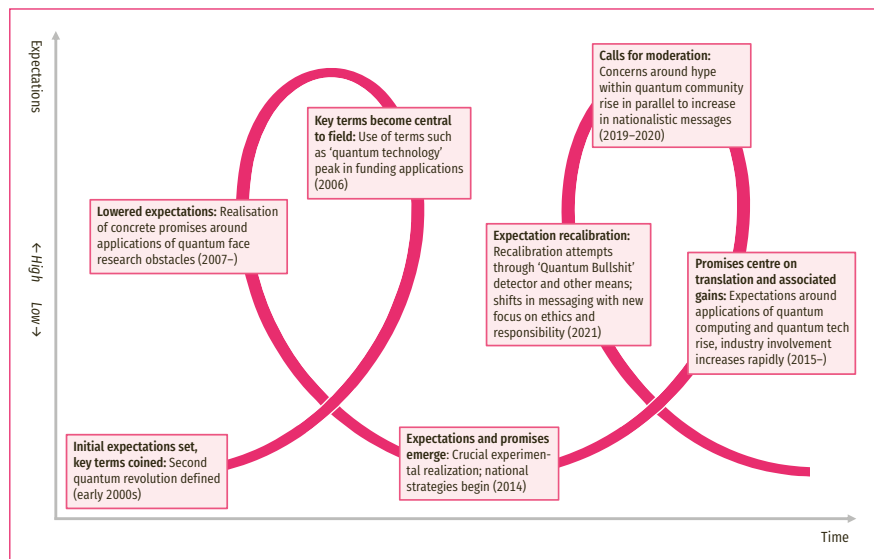 Expectations
←High Low→
Key terms become central
to field: Use of terms such
as ‘quantum technology’
peak in funding applications
(2006)
Calls for moderation:
Concerns around hype
within quantum community
rise in parallel to increase
in nationalistic messages
(2019–2020)
Lowered expectations: Realisation
of concrete promises around
applications of quantum face
research obstacles (2007–)
Expectation recalibration:
Recalibration attempts
through ‘Quantum Bullshit’
detector and other means;
shifts in messaging with new
focus on ethics and
responsibility (2021)
Promises centre on
translation and associated
gains: Expectations around
applications of quantum
computing and quantum tech
rise, industry involvement
increases rapidly (2015–)
Initial expectations set,
key terms coined: Second
quantum revolution defined
(early 2000s)
Expectations and promises
emerge: Crucial experimen-
tal realization; national
strategies begin (2014)
Time